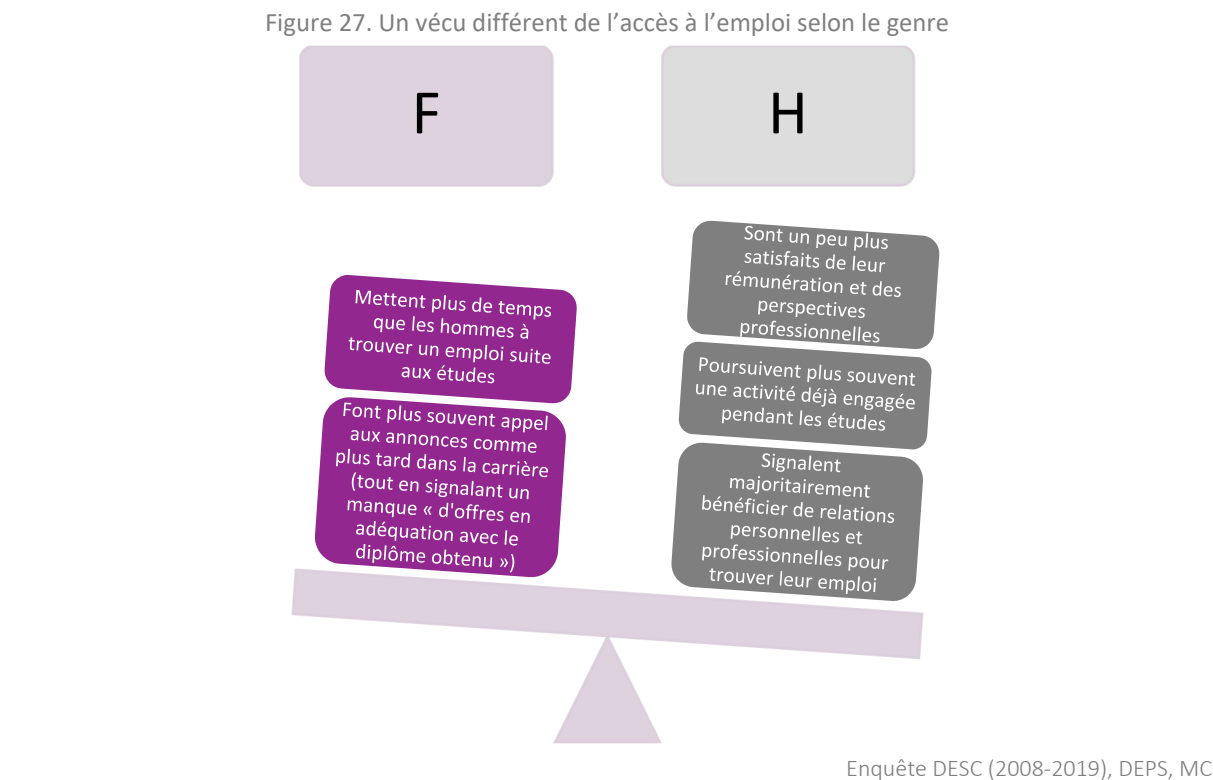 Figure 27. Un vécu différent de l’accès à l’emploi selon le genre
F
H
Mettent plus de temps
que les hommes à
trouver un emploi suite
aux études
Font plus souvent appel
aux annonces comme
plus tard dans la carrière
(tout en signalant un
manque « d'offres en
adéquation avec le
diplôme obtenu »)
Sont un peu plus
satisfaits de leur
rémunération et des
perspectives
professionnelles
Poursuivent plus souvent
une activité déjà engagée
pendant les études
Signalent
majoritairement
bénéficier de relations
personnelles et
professionnelles pour
trouver leur emploi
Enquête DESC (2008-2019), DEPS, MC